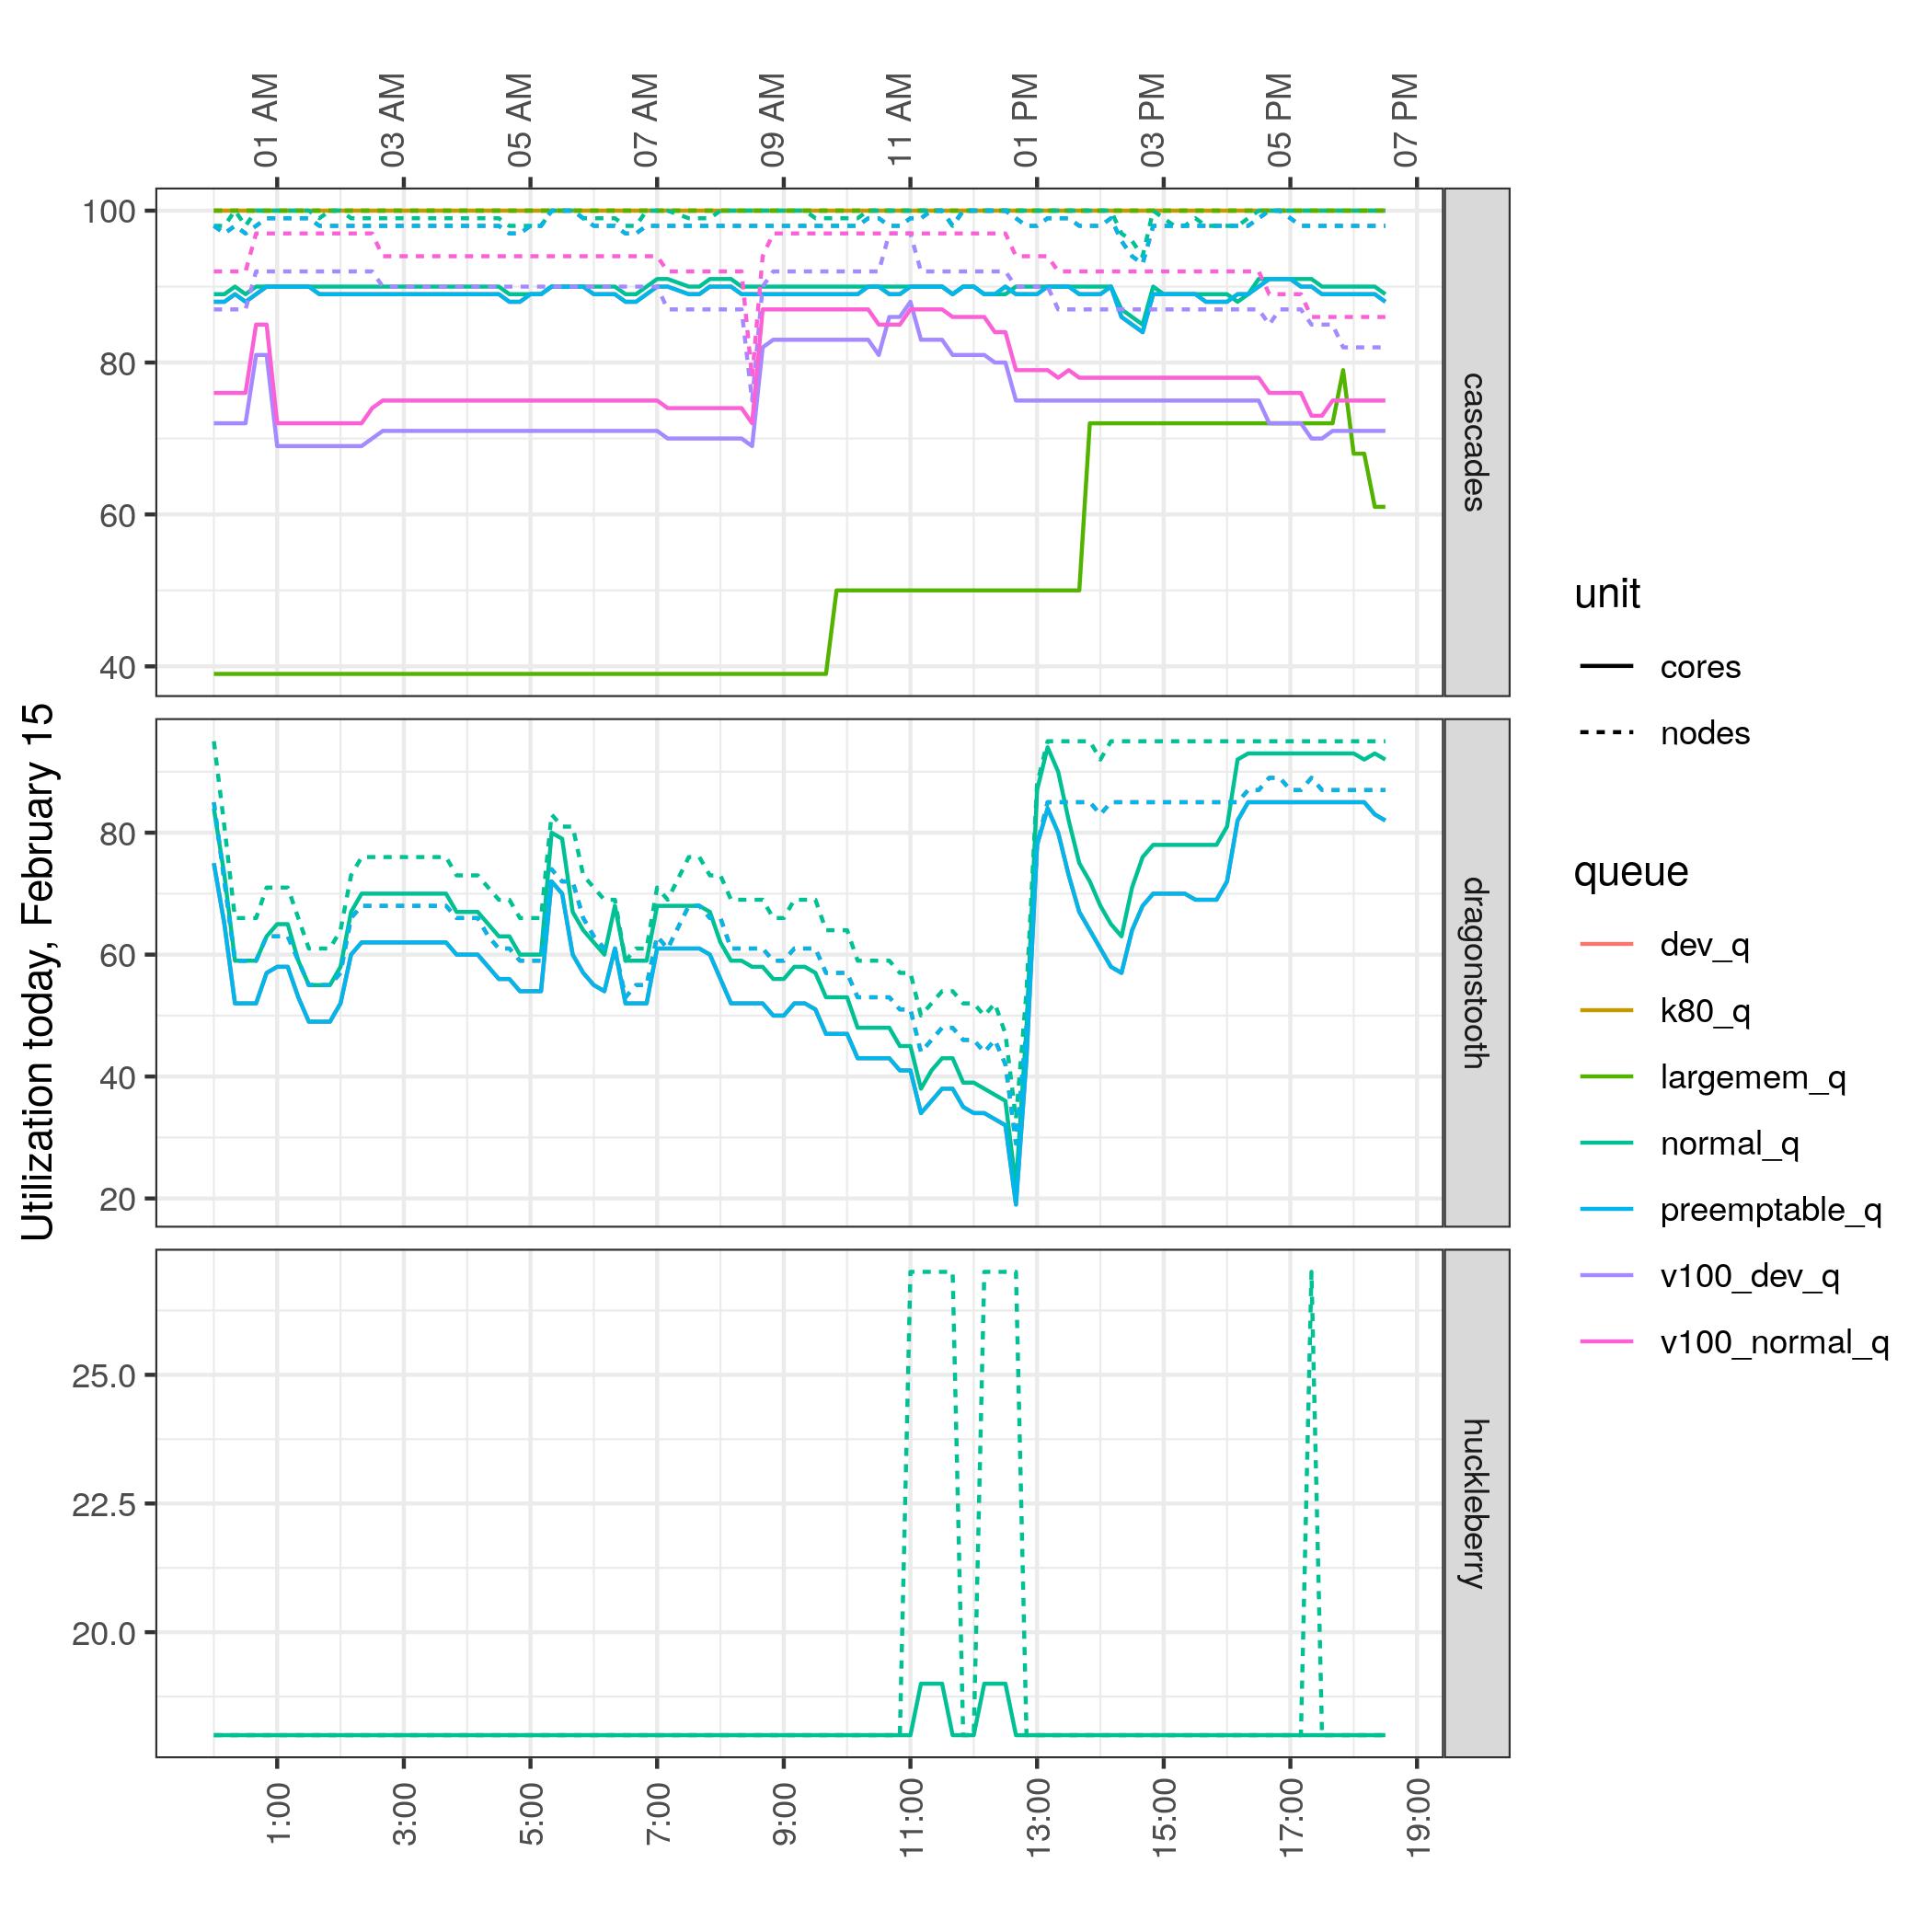 01 AM
03 AM
05 AM
07 AM
09 AM
11 AM
01 PM
03 PM
05 PM
07 PM
Utilization today, February 15
100
80
60
40
cascades
80
60
40
20
dragonstooth
25.0
22.5
20.0
huckleberry
1:00
3:00
5:00
7:00
9:00
11:00
13:00
15:00
17:00
19:00
unit
cores
nodes
queue
dev_q
k80_q
largemem_q
normal_q
preemptable_q
v100_dev_q
v100_normal_q